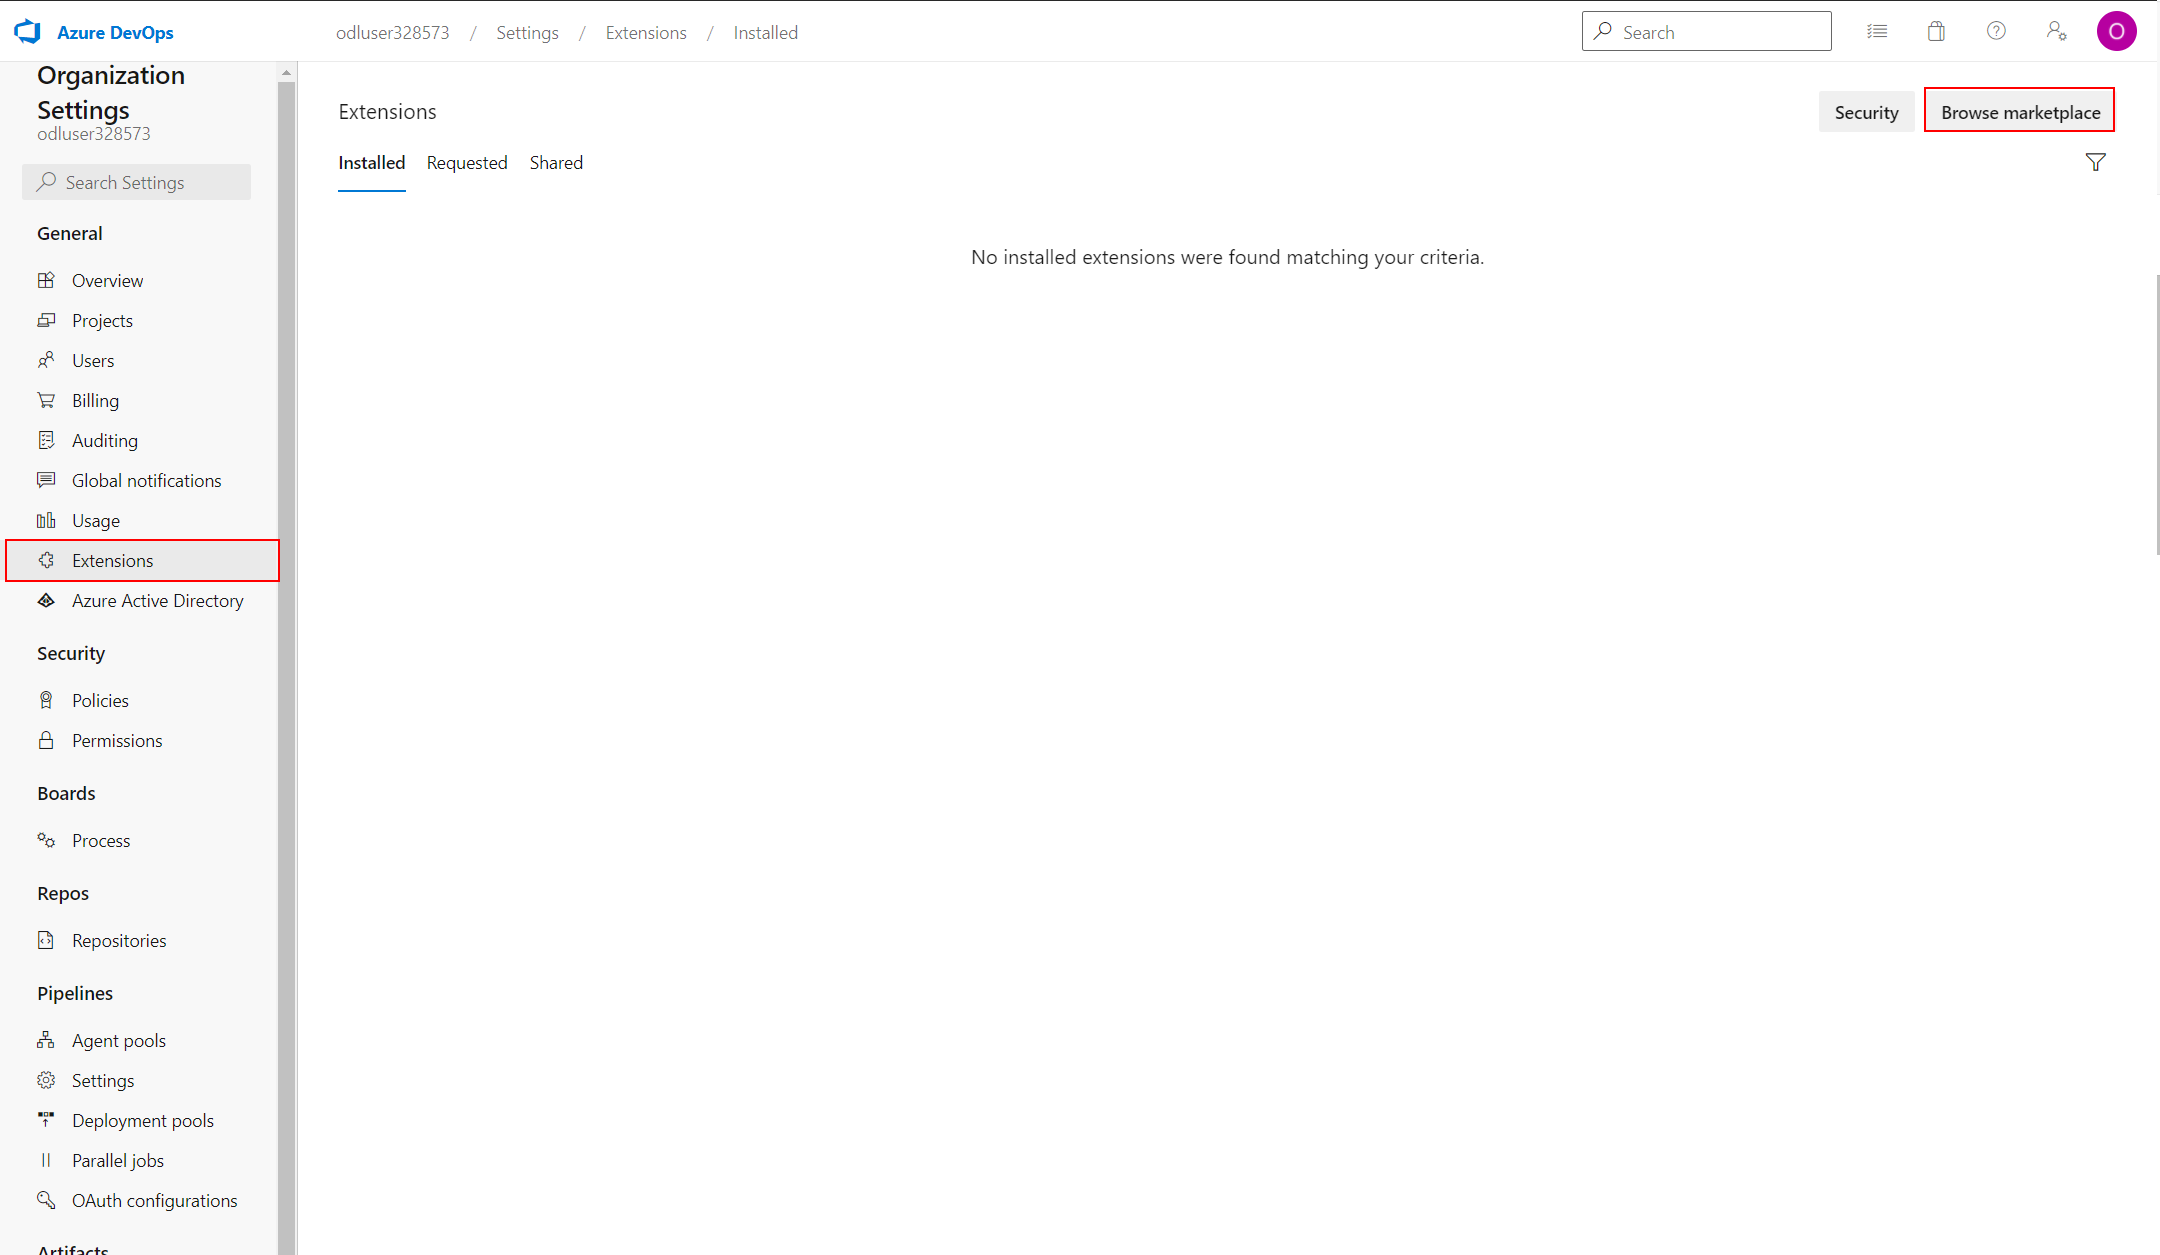 Azure DevOps
odluser328573 / Settings / Extensions / Installed
Search
O
Organization
Settings
odluser328573
Search Settings
General
Overview
Projects
Users
Billing
Auditing
Global notifications
Usage
Extensions
Azure Active Directory
Security
Policies
Permissions
Boards
Process
Repos
Repositories
Pipelines
Agent pools
Settings
Deployment pools
Parallel jobs
OAuth configurations
Artifacts
Extensions
Security
Browse marketplace
Installed Requested Shared
No installed extensions were found matching your criteria.